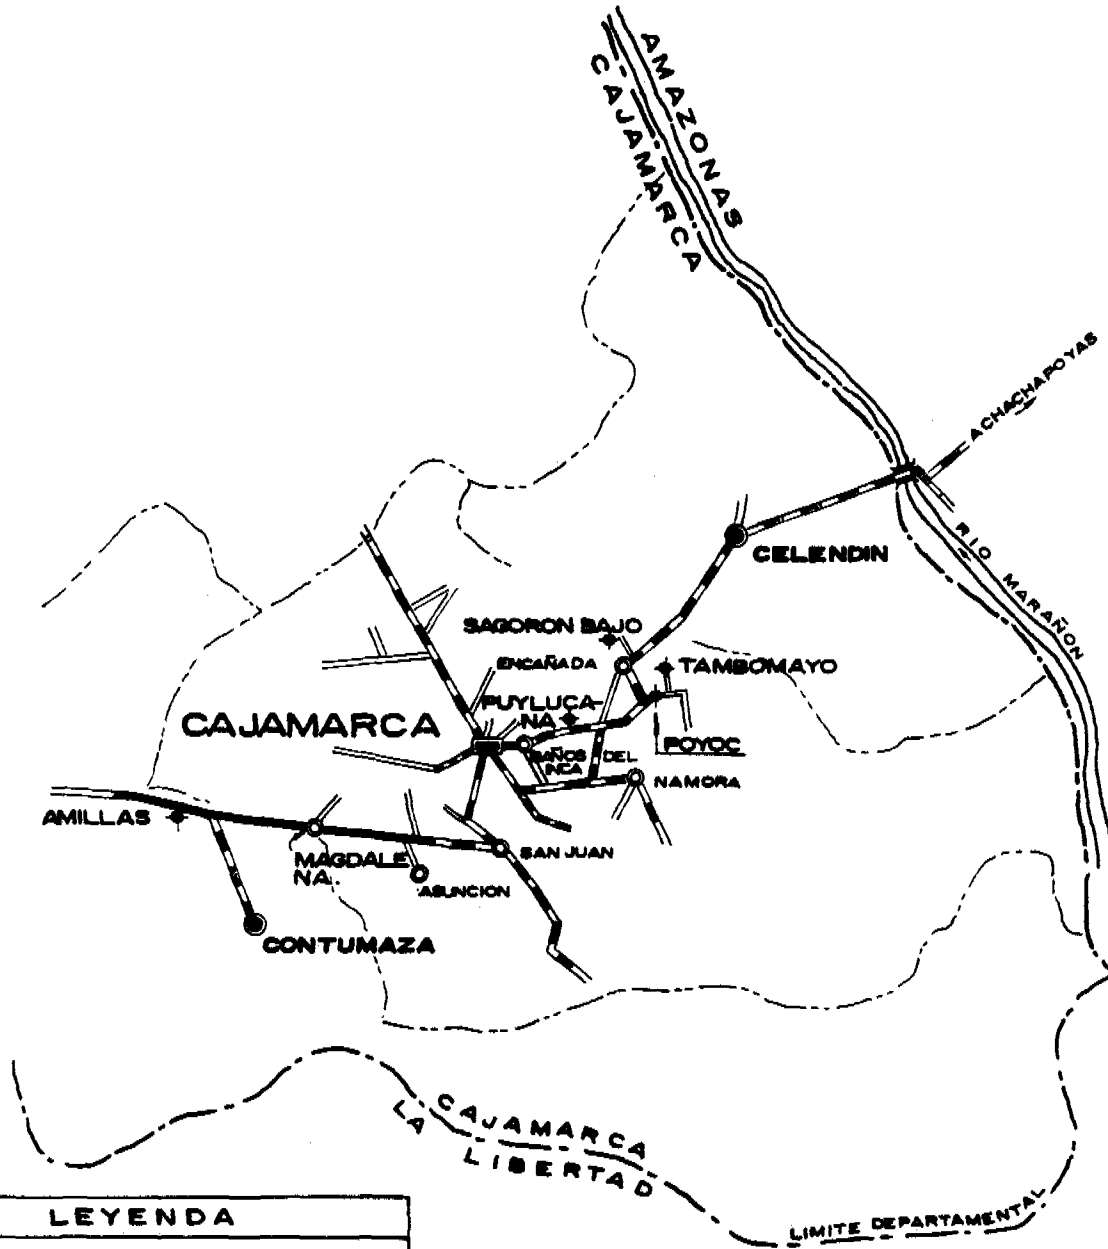 AMAZONAS
CAJAMARCA
A CHACHAPOYAS
RIO MARAÑON
CELENDIN
SAGORON BAJO
ENCAÑADA
TAMBOMAYO
PUYLUCA-
NA
CAJAMARCA
POYOC
BAÑOS DEL
INCA
NAMORA
AMILLAS
SAN JUAN
MAGDALE
NA.
ASUNCION
CONTUMAZA
CAJAMARCA
LA LIBERTAD
LIMITE DEPARTAMENTAL
LEYENDA